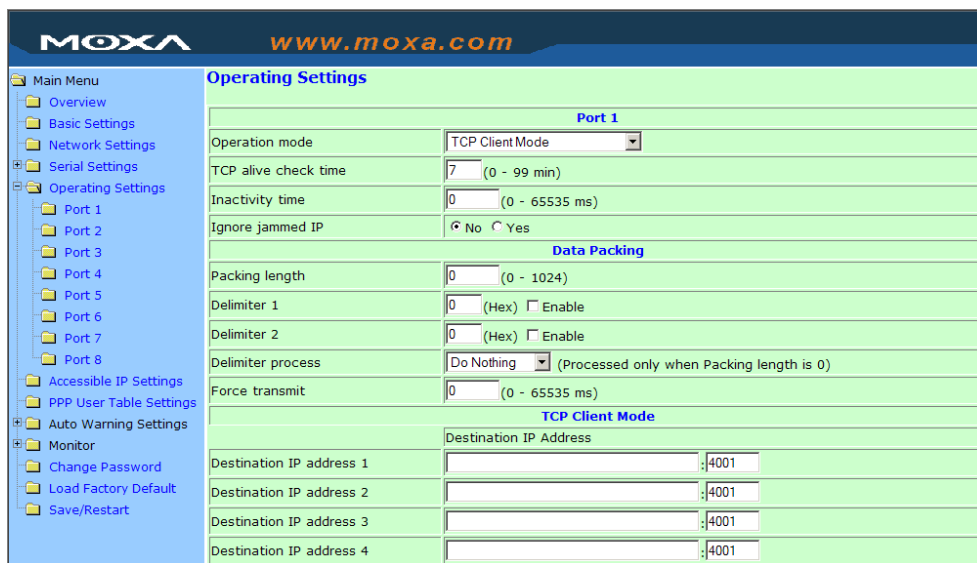 MOXA www.moxa.com
Main Menu
Overview
Basic Settings
Network Settings
Serial Settings
Operating Settings
Port 1
Port 2
Port 3
Port 4
Port 5
Port 6
Port 7
Port 8
Accessible IP Settings
PPP User Table Settings
Auto Warning Settings
Monitor
Change Password
Load Factory Default
Save/Restart
Operating Settings
Port 1
Operation mode TCP Client Mode
TCP alive check time 7 (0 - 99 min)
Inactivity time 0 (0 - 65535 ms)
Ignore jammed IP No Yes
Data Packing
Packing length 0 (0 - 1024)
Delimiter 1 0 (Hex) Enable
Delimiter 2 0 (Hex) Enable
Delimiter process Do Nothing (Processed only when Packing length is 0)
Force transmit 0 (0 - 65535 ms)
TCP Client Mode
Destination IP Address
Destination IP address 1 :4001
Destination IP address 2 :4001
Destination IP address 3 :4001
Destination IP address 4 :4001